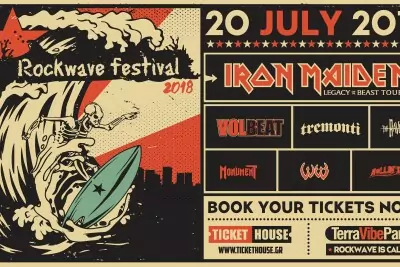 Rockwave festival
2018
20 JULY 201
IRON MAIDEN
LEGACY OF THE BEAST TOUR
VOLBEAT
tremonti
MONUMENT
BOOK YOUR TICKETS NO
TICKET HOUSE
WWW.TICKETHOUSE.GR
TerraVibePar
ROCKWAVE IS CAL